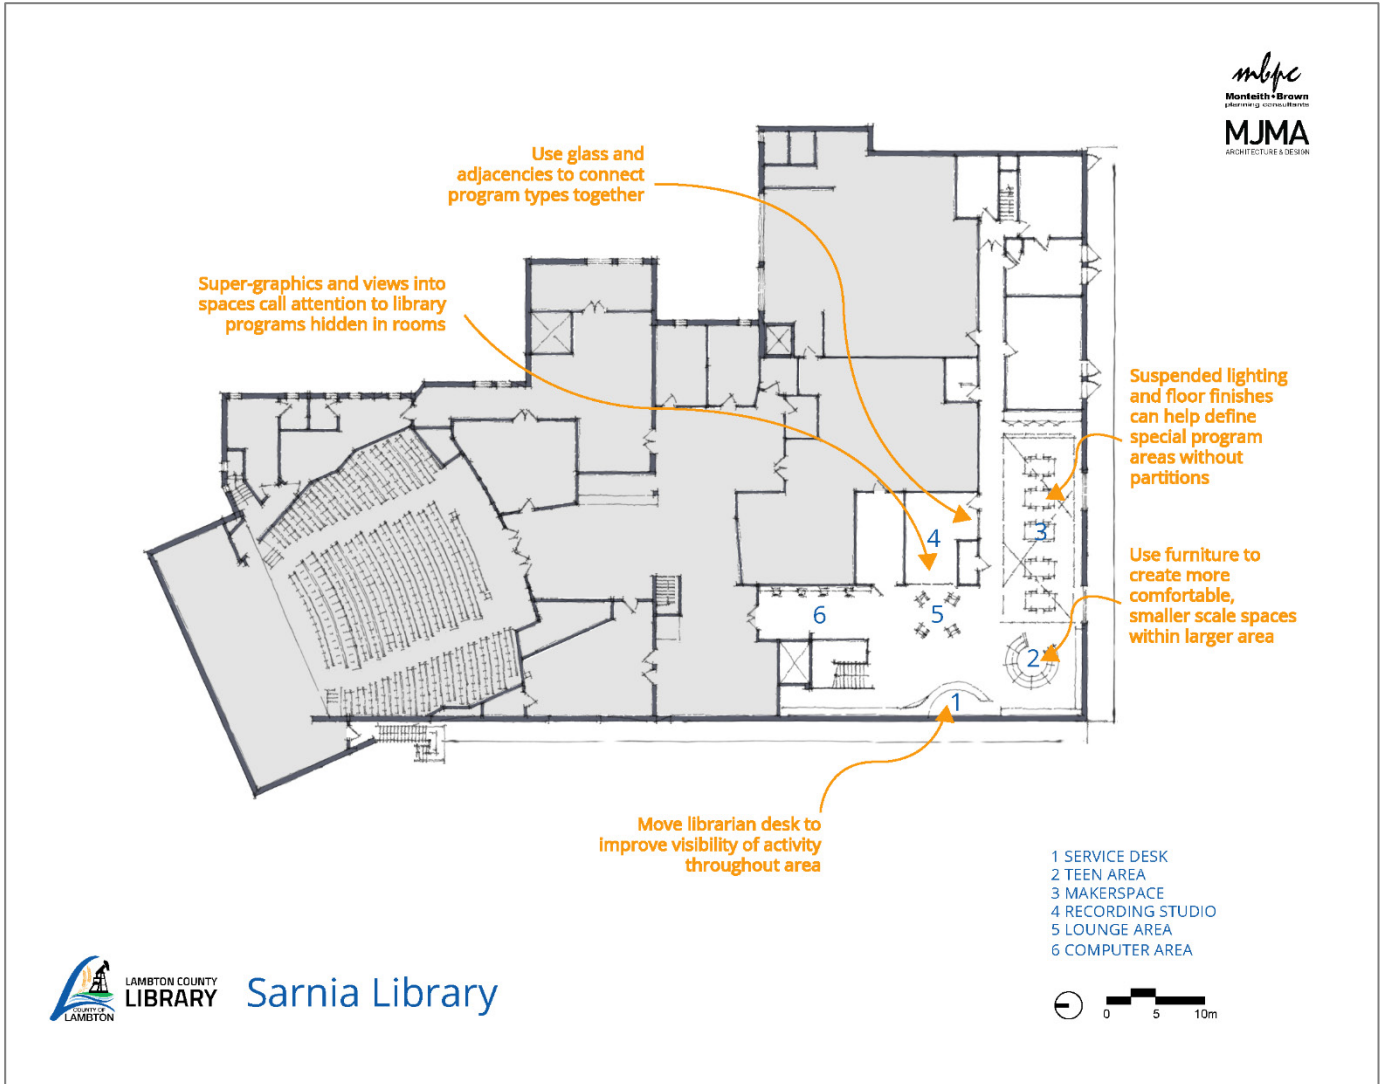 mbpc
Monteith•Brown
planning consultants
MJMA
ARCHITECTURE & DESIGN
Use glass and
adjacencies to connect
program types together
Super-graphics and views into
spaces call attention to library
programs hidden in rooms
Suspended lighting
and floor finishes
can help define
special program
areas without
partitions
4
3
Use furniture to
create more
comfortable,
smaller scale spaces
within larger area
6
5
2
1
Move librarian desk to
improve visibility of activity
throughout area
1 SERVICE DESK
2 TEEN AREA
3 MAKERSPACE
4 RECORDING STUDIO
5 LOUNGE AREA
6 COMPUTER AREA
LAMBTON COUNTY
LIBRARY
COUNTY OF
LAMBTON
Sarnia Library
0 5 10m